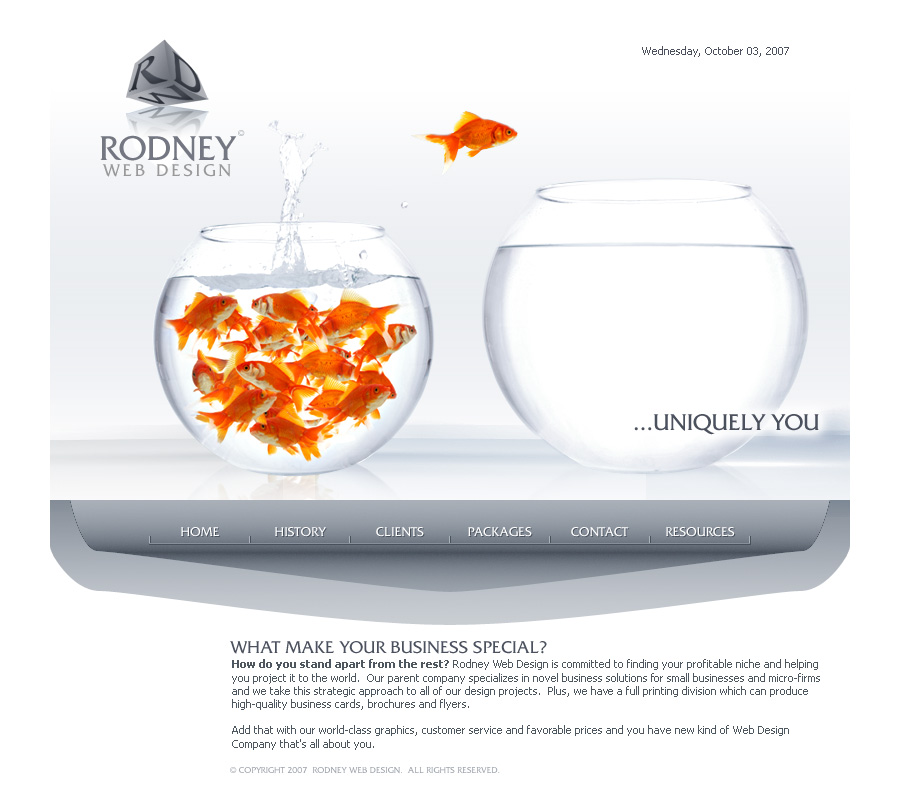 Wednesday, October 03, 2007
RDW
RODNEY©
WEB DESIGN
...UNIQUELY YOU
HOME HISTORY CLIENTS PACKAGES CONTACT RESOURCES
WHAT MAKE YOUR BUSINESS SPECIAL?
How do you stand apart from the rest? Rodney Web Design is committed to finding your profitable niche and helping
you project it to the world. Our parent company specializes in novel business solutions for small businesses and micro-firms
and we take this strategic approach to all of our design projects. Plus, we have a full printing division which can produce
high-quality business cards, brochures and flyers.
Add that with our world-class graphics, customer service and favorable prices and you have new kind of Web Design
Company that's all about you.
© COPYRIGHT 2007 RODNEY WEB DESIGN. ALL RIGHTS RESERVED.